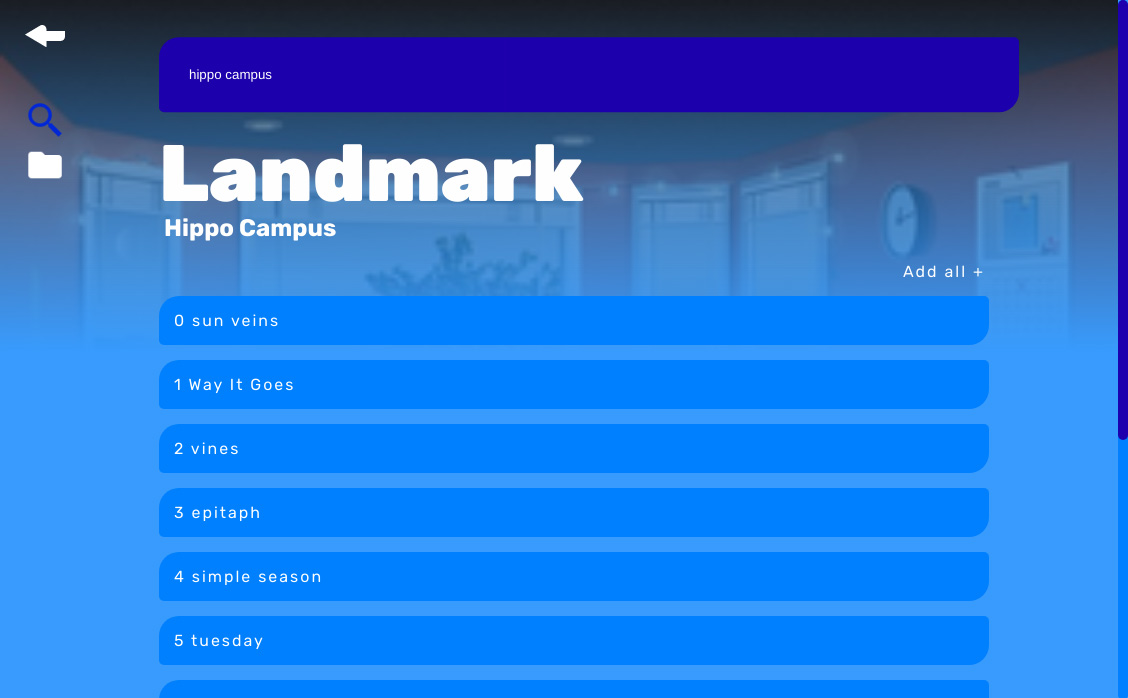 hippo campus
Landmark
Hippo Campus
Add all +
0 sun veins
1 Way It Goes
2 vines
3 epitaph
4 simple season
5 tuesday